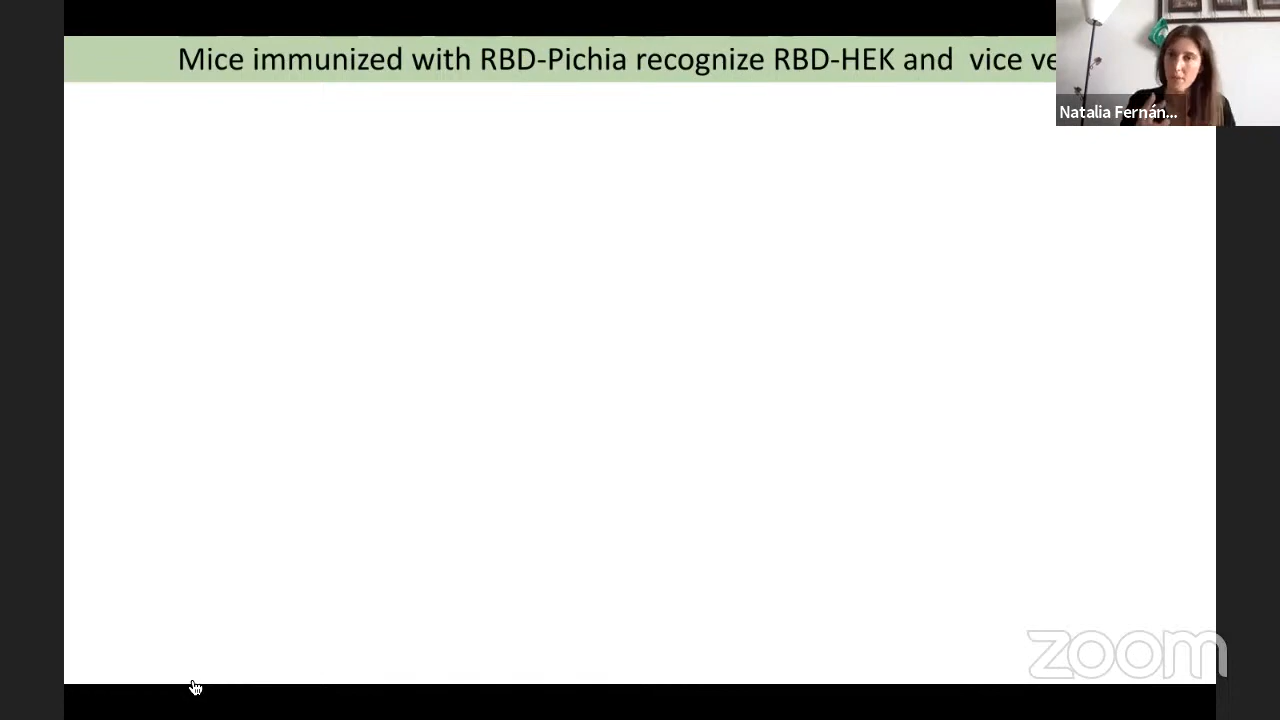 Mice immunized with RBD-Pichia recognize RBD-HEK and vice ve
Natalia Fernán...
zoom